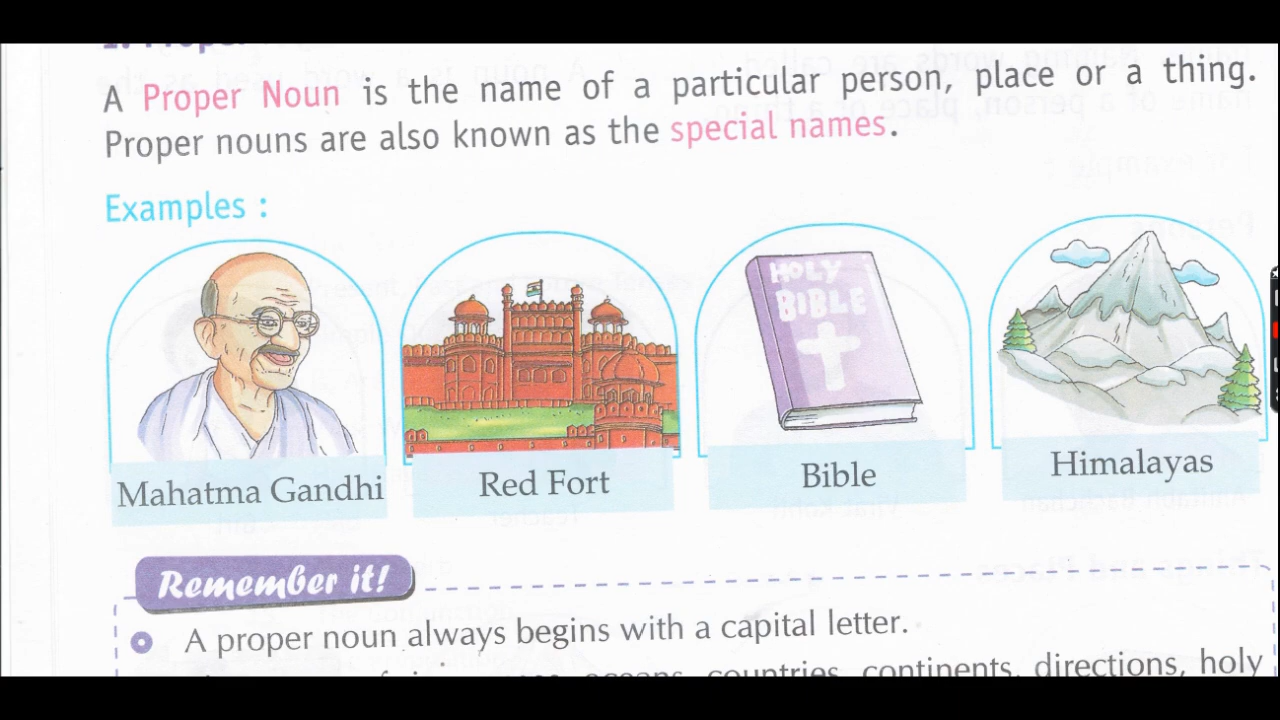 A Proper Noun is the name of a particular person, place or a thing.
Proper nouns are also known as the special names.
Examples :
HOLY
BIBLE
Mahatma Gandhi
Red Fort
Bible
Himalayas
Remember it!
A proper noun always begins with a capital letter.
oceans, countries, continents, directions, holy